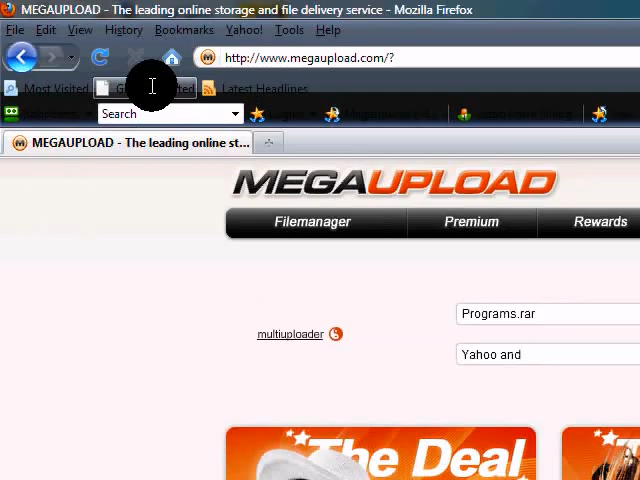 MEGAUPLOAD - The leading online storage and file delivery service - Mozilla Firefox
File Edit View History Bookmarks Yahoo! Tools Help
http://www.megaupload.com/?
Most Visited G ted Latest Headlines
Search
MEGAUPLOAD - The leading online st...
MEGAUPLOAD
Filemanager Premium Rewards
Programs.rar
multiuploader
Yahoo and
The Deal